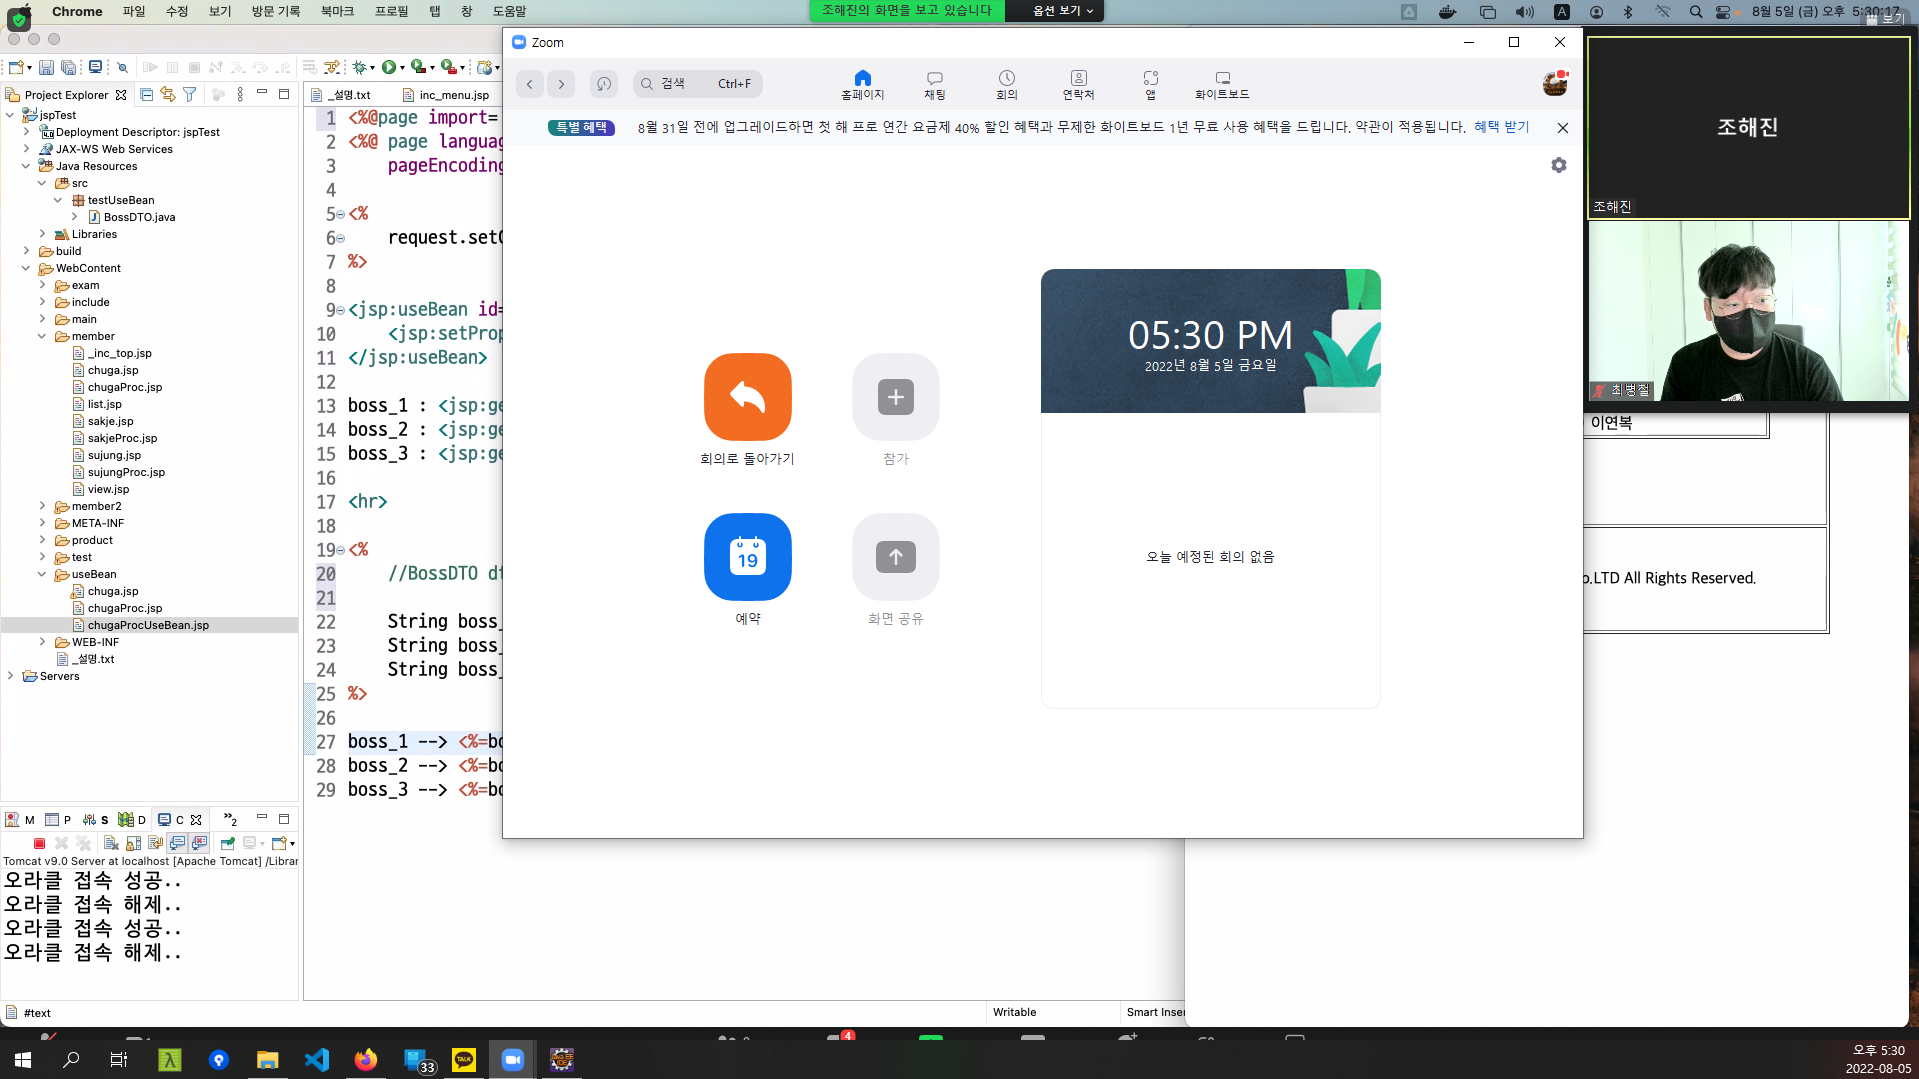 Chrome 파일 수정 보기 방문 기록 북마크 프로필 탭 창 도움말
조해진의 화면을 보고 있습니다 옵션 보기
A 8월 5일 (금) 오후 5:30:17
보기
Zoom
검색 Ctrl+F
홈페이지 채팅 회의 연락처 앱 화이트보드
특별 혜택 8월 31일 전에 업그레이드하면 첫 해 프로 연간 요금제 40% 할인 혜택과 무제한 화이트보드 1년 무료 사용 혜택을 드립니다. 약관이 적용됩니다. 혜택 받기
05:30 PM
2022년 8월 5일 금요일
회의로 돌아가기
참가
19
예약
화면 공유
오늘 예정된 회의 없음
조해진
조해진
최병철
이연복
o.LTD All Rights Reserved.
Project Explorer
jspTest
Deployment Descriptor: jspTest
JAX-WS Web Services
Java Resources
src
testUseBean
BossDTO.java
Libraries
build
WebContent
exam
include
main
member
_inc_top.jsp
chuga.jsp
chugaProc.jsp
list.jsp
sakje.jsp
sakjeProc.jsp
sujung.jsp
sujungProc.jsp
view.jsp
member2
META-INF
product
test
useBean
chuga.jsp
chugaProc.jsp
chugaProcUseBean.jsp
WEB-INF
_설명.txt
Servers
_설명.txt inc_menu.jsp
1 <%@page import=
2 <%@ page languag
3 pageEncoding
4
5 <%
6 request.setC
7 %>
8
9 <jsp:useBean id=
10 <jsp:setProp
11 </jsp:useBean>
12
13 boss_1 : <jsp:ge
14 boss_2 : <jsp:ge
15 boss_3 : <jsp:ge
16
17 <hr>
18
19 <%
20 //BossDTO dt
21
22 String boss_
23 String boss_
24 String boss_
25 %>
26
27 boss_1 --> <%=bo
28 boss_2 --> <%=bo
29 boss_3 --> <%=bo
M P S D C »2
Tomcat v9.0 Server at localhost [Apache Tomcat] /Librar
오라클 접속 성공..
오라클 접속 해제..
오라클 접속 성공..
오라클 접속 해제..
#text Writable Smart Inser
4
33
TALK
오후 5:30
2022-08-05